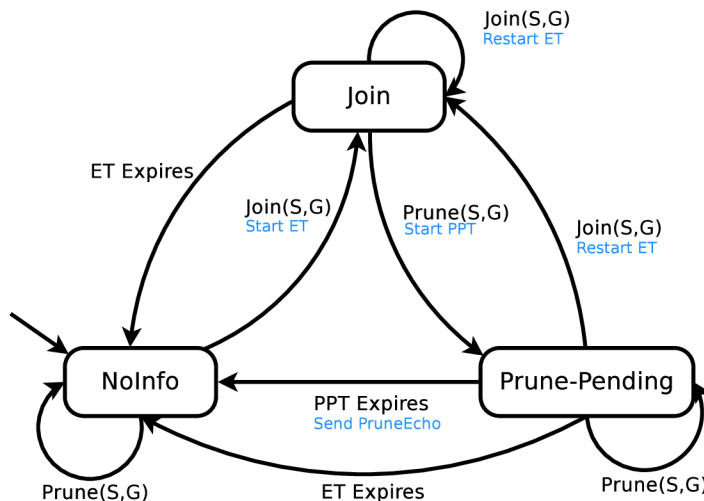 Join(S,G)
Restart ET
Join
ET Expires
Join(S,G)
Start ET
Prune(S,G)
Start PPT
Join(S,G)
Restart ET
NoInfo
Prune-Pending
PPT Expires
Send PruneEcho
Prune(S,G)
ET Expires
Prune(S,G)